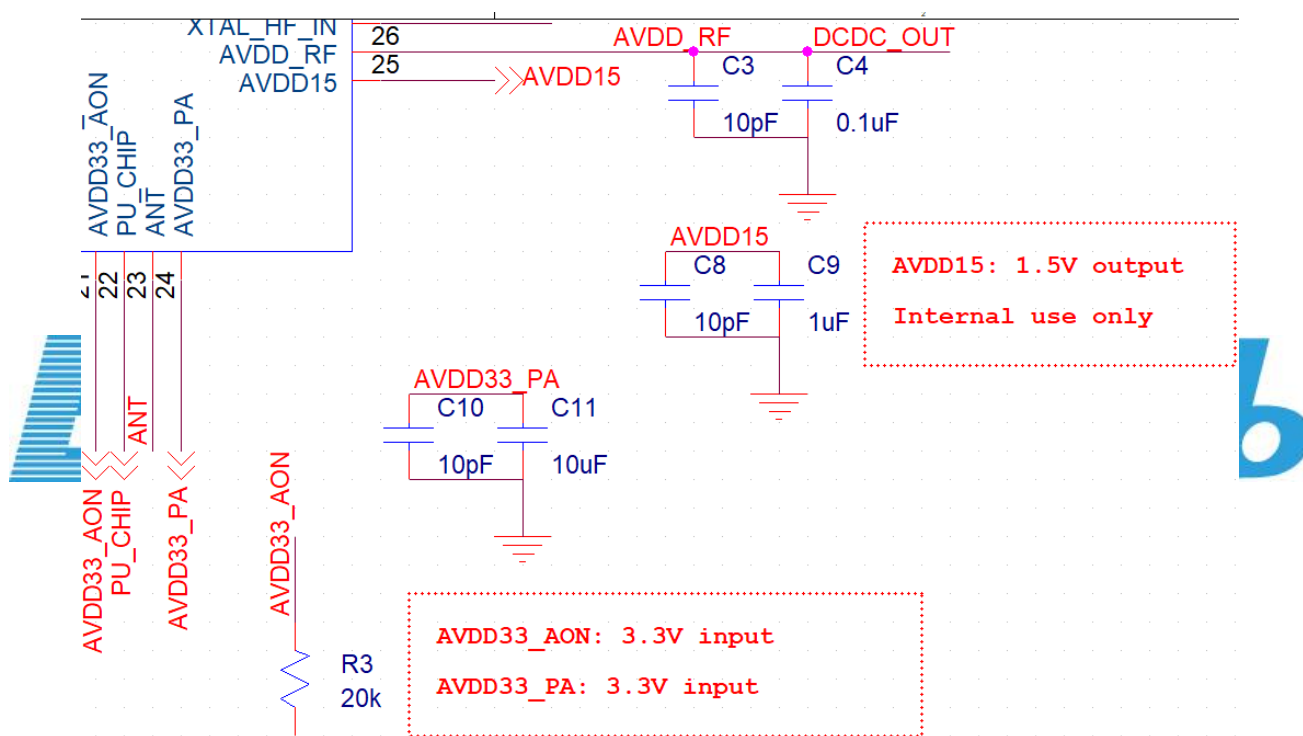 2
XTAL_HF_IN
26
AVDD_RF
DCDC_OUT
AVDD_RF
25
AVDD15
AVDD15
C3
C4
10pF
0.1uF
AVDD33_AON
PU_CHIP
ANT
AVDD33_PA
21
22
23
24
AVDD15
C8
C9
10pF
1uF
AVDD15: 1.5V output
Internal use only
AVDD33_PA
C10
C11
10pF
10uF
ANT
AVDD33_AON
PU_CHIP
AVDD33_PA
AVDD33_AON
R3
20k
AVDD33_AON: 3.3V input
AVDD33_PA: 3.3V input
b